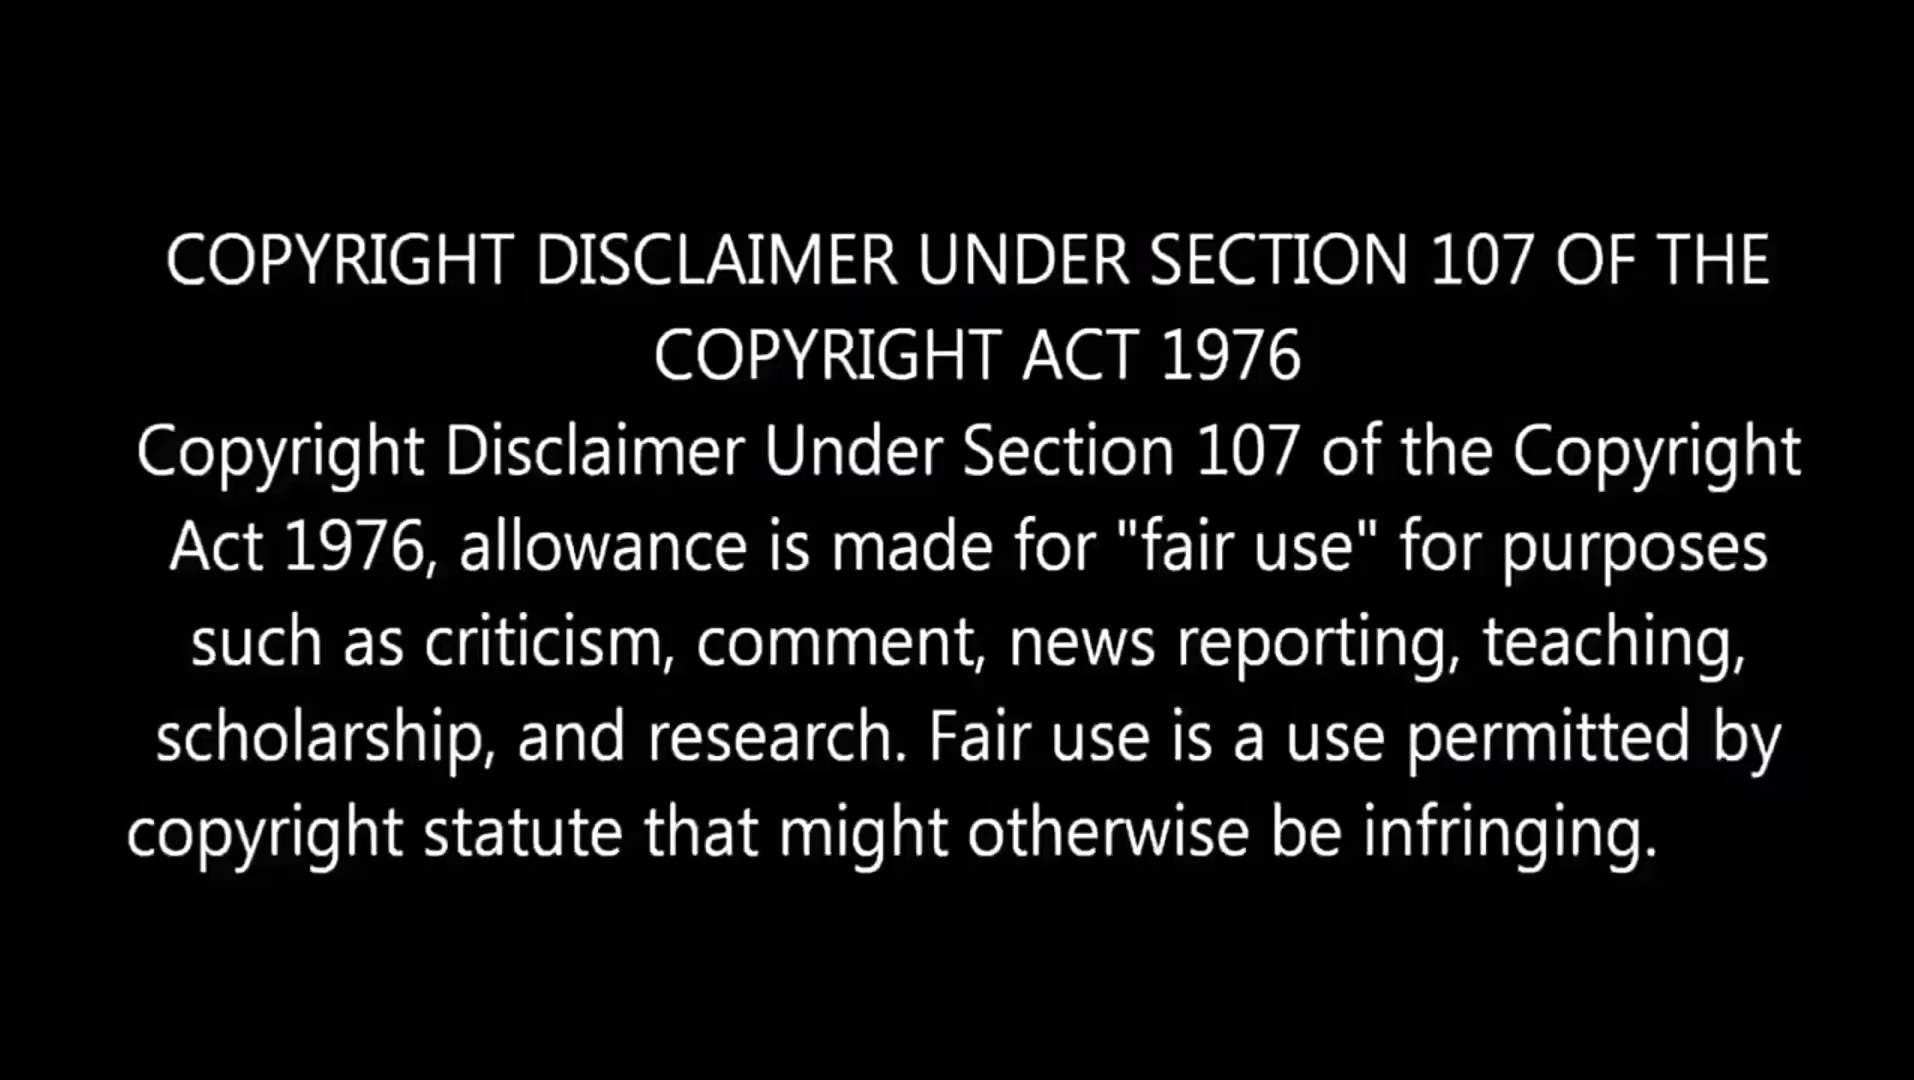 COPYRIGHT DISCLAIMER UNDER SECTION 107 OF THE
COPYRIGHT ACT 1976
Copyright Disclaimer Under Section 107 of the Copyright
Act 1976, allowance is made for "fair use" for purposes
such as criticism, comment, news reporting, teaching,
scholarship, and research. Fair use is a use permitted by
copyright statute that might otherwise be infringing.